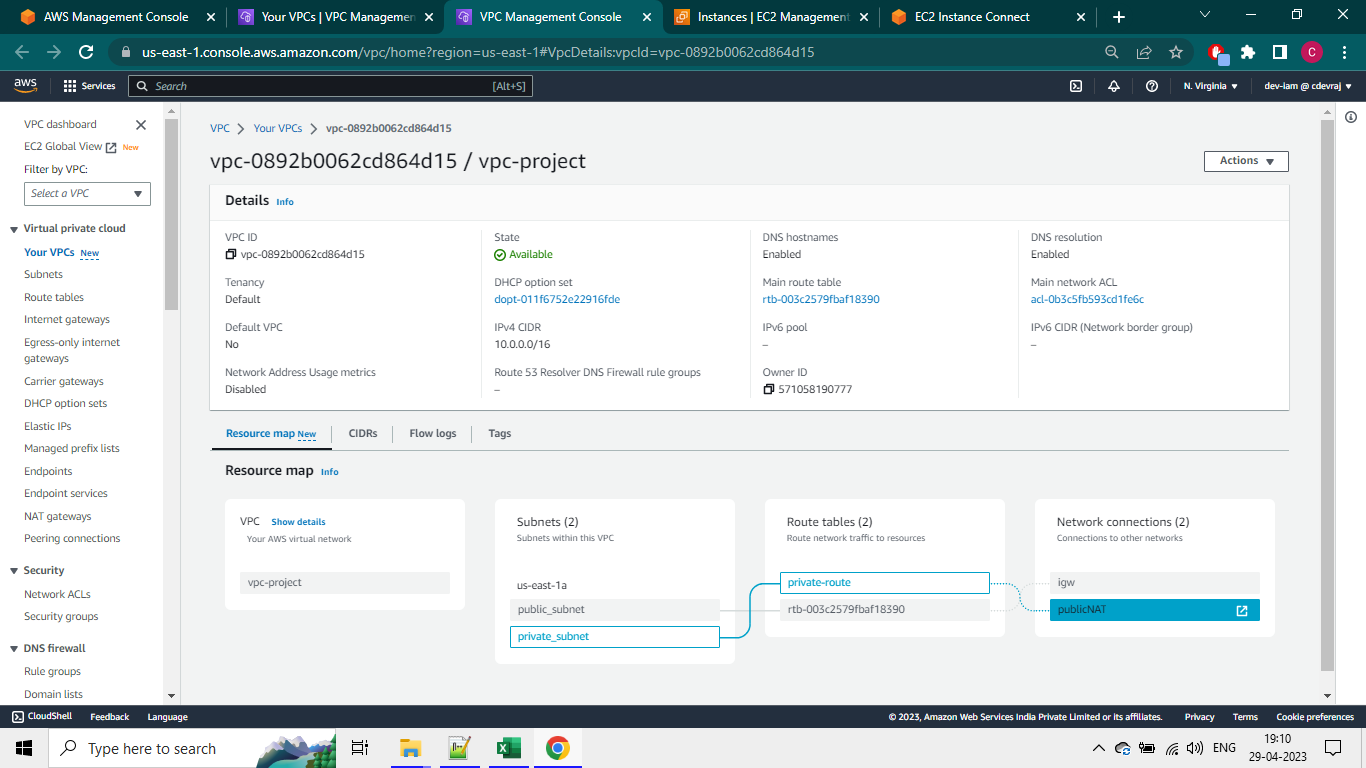 AWS Management Console
Your VPCs | VPC Managemen
VPC Management Console
Instances | EC2 Management
EC2 Instance Connect
us-east-1.console.aws.amazon.com/vpc/home?region=us-east-1#VpcDetails:vpcId=vpc-0892b0062cd864d15
C
aws
Services
Search
[Alt+S]
N. Virginia
dev-iam @ cdevraj
VPC dashboard
EC2 Global View
New
Filter by VPC:
Select a VPC
Virtual private cloud
Your VPCs New
Subnets
Route tables
Internet gateways
Egress-only internet
gateways
Carrier gateways
DHCP option sets
Elastic IPs
Managed prefix lists
Endpoints
Endpoint services
NAT gateways
Peering connections
Security
Network ACLs
Security groups
DNS firewall
Rule groups
Domain lists
VPC
Your VPCs
vpc-0892b0062cd864d15
vpc-0892b0062cd864d15 / vpc-project
Actions
Details Info
VPC ID
vpc-0892b0062cd864d15
State
Available
DNS hostnames
Enabled
DNS resolution
Enabled
Tenancy
Default
DHCP option set
dopt-011f6752e22916fde
Main route table
rtb-003c2579fbaf18390
Main network ACL
acl-0b3c5fb593cd1fe6c
Default VPC
No
IPv4 CIDR
10.0.0.0/16
IPv6 pool
–
IPv6 CIDR (Network border group)
–
Network Address Usage metrics
Disabled
Route 53 Resolver DNS Firewall rule groups
–
Owner ID
571058190777
Resource map New
CIDRs
Flow logs
Tags
Resource map Info
VPC Show details
Your AWS virtual network
vpc-project
Subnets (2)
Subnets within this VPC
us-east-1a
public_subnet
private_subnet
Route tables (2)
Route network traffic to resources
private-route
rtb-003c2579fbaf18390
Network connections (2)
Connections to other networks
igw
publicNAT
CloudShell
Feedback
Language
© 2023, Amazon Web Services India Private Limited or its affiliates.
Privacy
Terms
Cookie preferences
Type here to search
ENG
19:10
29-04-2023